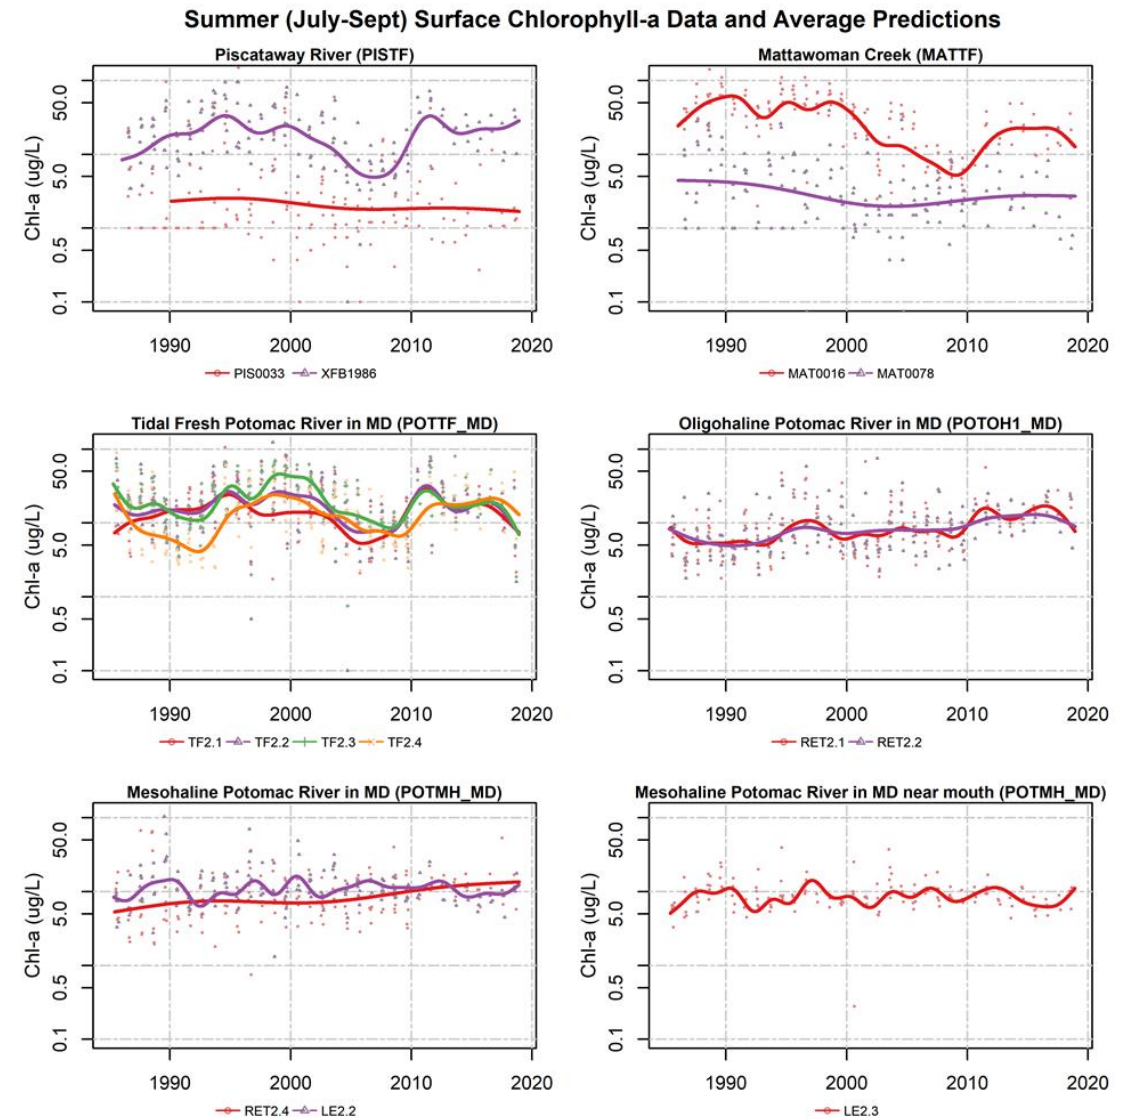 Summer (July-Sept) Surface Chlorophyll-a Data and Average Predictions
Piscataway River (PISTF)
Chl-a (ug/L)
50.0
5.0
0.5
0.1
1990 2000 2010 2020
PIS0033 XFB1986
Mattawoman Creek (MATTF)
Chl-a (ug/L)
50.0
5.0
0.5
0.1
1990 2000 2010 2020
MAT0016 MAT0078
Tidal Fresh Potomac River in MD (POTTF_MD)
Chl-a (ug/L)
50.0
5.0
0.5
0.1
1990 2000 2010 2020
TF2.1 TF2.2 TF2.3 TF2.4
Oligohaline Potomac River in MD (POTOH1_MD)
Chl-a (ug/L)
50.0
5.0
0.5
0.1
1990 2000 2010 2020
RET2.1 RET2.2
Mesohaline Potomac River in MD (POTMH_MD)
Chl-a (ug/L)
50.0
5.0
0.5
0.1
1990 2000 2010 2020
RET2.4 LE2.2
Mesohaline Potomac River in MD near mouth (POTMH_MD)
Chl-a (ug/L)
50.0
5.0
0.5
0.1
1990 2000 2010 2020
LE2.3